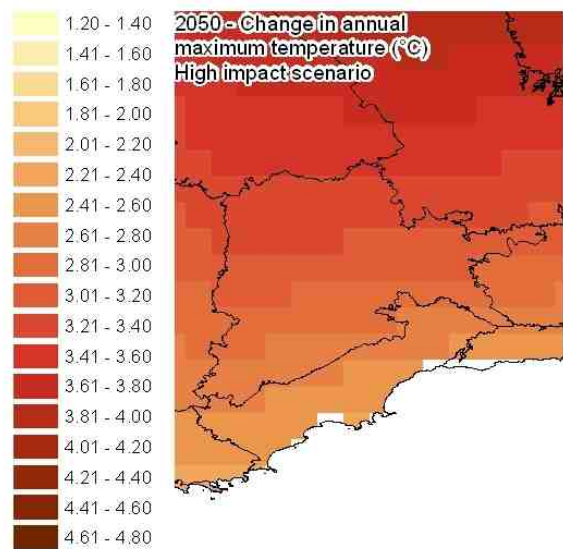 2050 - Change in annual
maximum temperature (°C)
High impact scenario
1.20 - 1.40
1.41 - 1.60
1.61 - 1.80
1.81 - 2.00
2.01 - 2.20
2.21 - 2.40
2.41 - 2.60
2.61 - 2.80
2.81 - 3.00
3.01 - 3.20
3.21 - 3.40
3.41 - 3.60
3.61 - 3.80
3.81 - 4.00
4.01 - 4.20
4.21 - 4.40
4.41 - 4.60
4.61 - 4.80